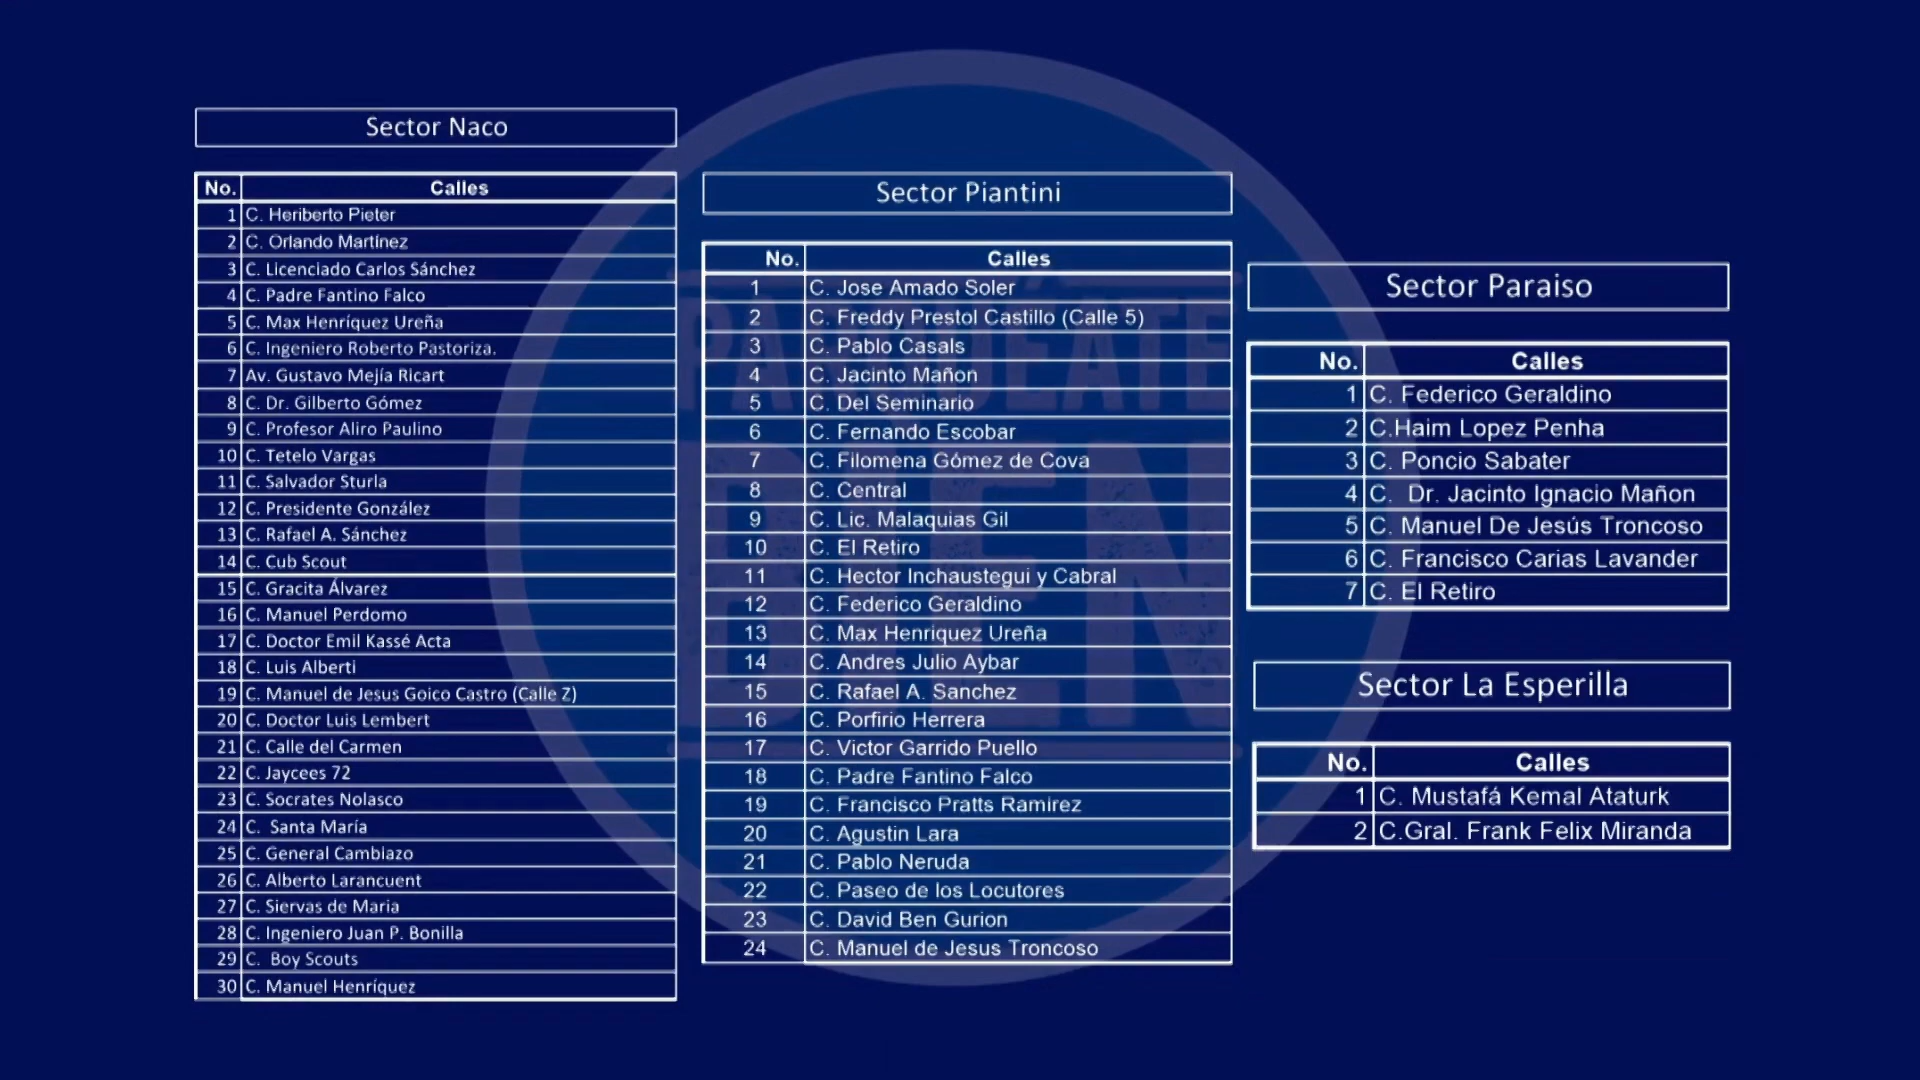 Sector Naco
No. Calles
1 C. Heriberto Pieter
2 C. Orlando Martínez
3 C. Licenciado Carlos Sánchez
4 C. Padre Fantino Falco
5 C. Max Henríquez Ureña
6 C. Ingeniero Roberto Pastoriza.
7 Av. Gustavo Mejía Ricart
8 C. Dr. Gilberto Gómez
9 C. Profesor Aliro Paulino
10 C. Tetelo Vargas
11 C. Salvador Sturla
12 C. Presidente González
13 C. Rafael A. Sánchez
14 C. Cub Scout
15 C. Gracita Álvarez
16 C. Manuel Perdomo
17 C. Doctor Emil Kassé Acta
18 C. Luis Alberti
19 C. Manuel de Jesus Goico Castro (Calle Z)
20 C. Doctor Luis Lembert
21 C. Calle del Carmen
22 C. Jaycees 72
23 C. Socrates Nolasco
24 C. Santa María
25 C. General Cambiazo
26 C. Alberto Larancuent
27 C. Siervas de Maria
28 C. Ingeniero Juan P. Bonilla
29 C. Boy Scouts
30 C. Manuel Henríquez
Sector Piantini
No. Calles
1 C. Jose Amado Soler
2 C. Freddy Prestol Castillo (Calle 5)
3 C. Pablo Casals
4 C. Jacinto Mañon
5 C. Del Seminario
6 C. Fernando Escobar
7 C. Filomena Gómez de Cova
8 C. Central
9 C. Lic. Malaquias Gil
10 C. El Retiro
11 C. Hector Inchaustegui y Cabral
12 C. Federico Geraldino
13 C. Max Henriquez Ureña
14 C. Andres Julio Aybar
15 C. Rafael A. Sanchez
16 C. Porfirio Herrera
17 C. Victor Garrido Puello
18 C. Padre Fantino Falco
19 C. Francisco Pratts Ramirez
20 C. Agustin Lara
21 C. Pablo Neruda
22 C. Paseo de los Locutores
23 C. David Ben Gurion
24 C. Manuel de Jesus Troncoso
Sector Paraiso
No. Calles
1 C. Federico Geraldino
2 C.Haim Lopez Penha
3 C. Poncio Sabater
4 C. Dr. Jacinto Ignacio Mañon
5 C. Manuel De Jesús Troncoso
6 C. Francisco Carias Lavander
7 C. El Retiro
Sector La Esperilla
No. Calles
1 C. Mustafá Kemal Ataturk
2 C.Gral. Frank Felix Miranda
PARQUÉATE
BIEN